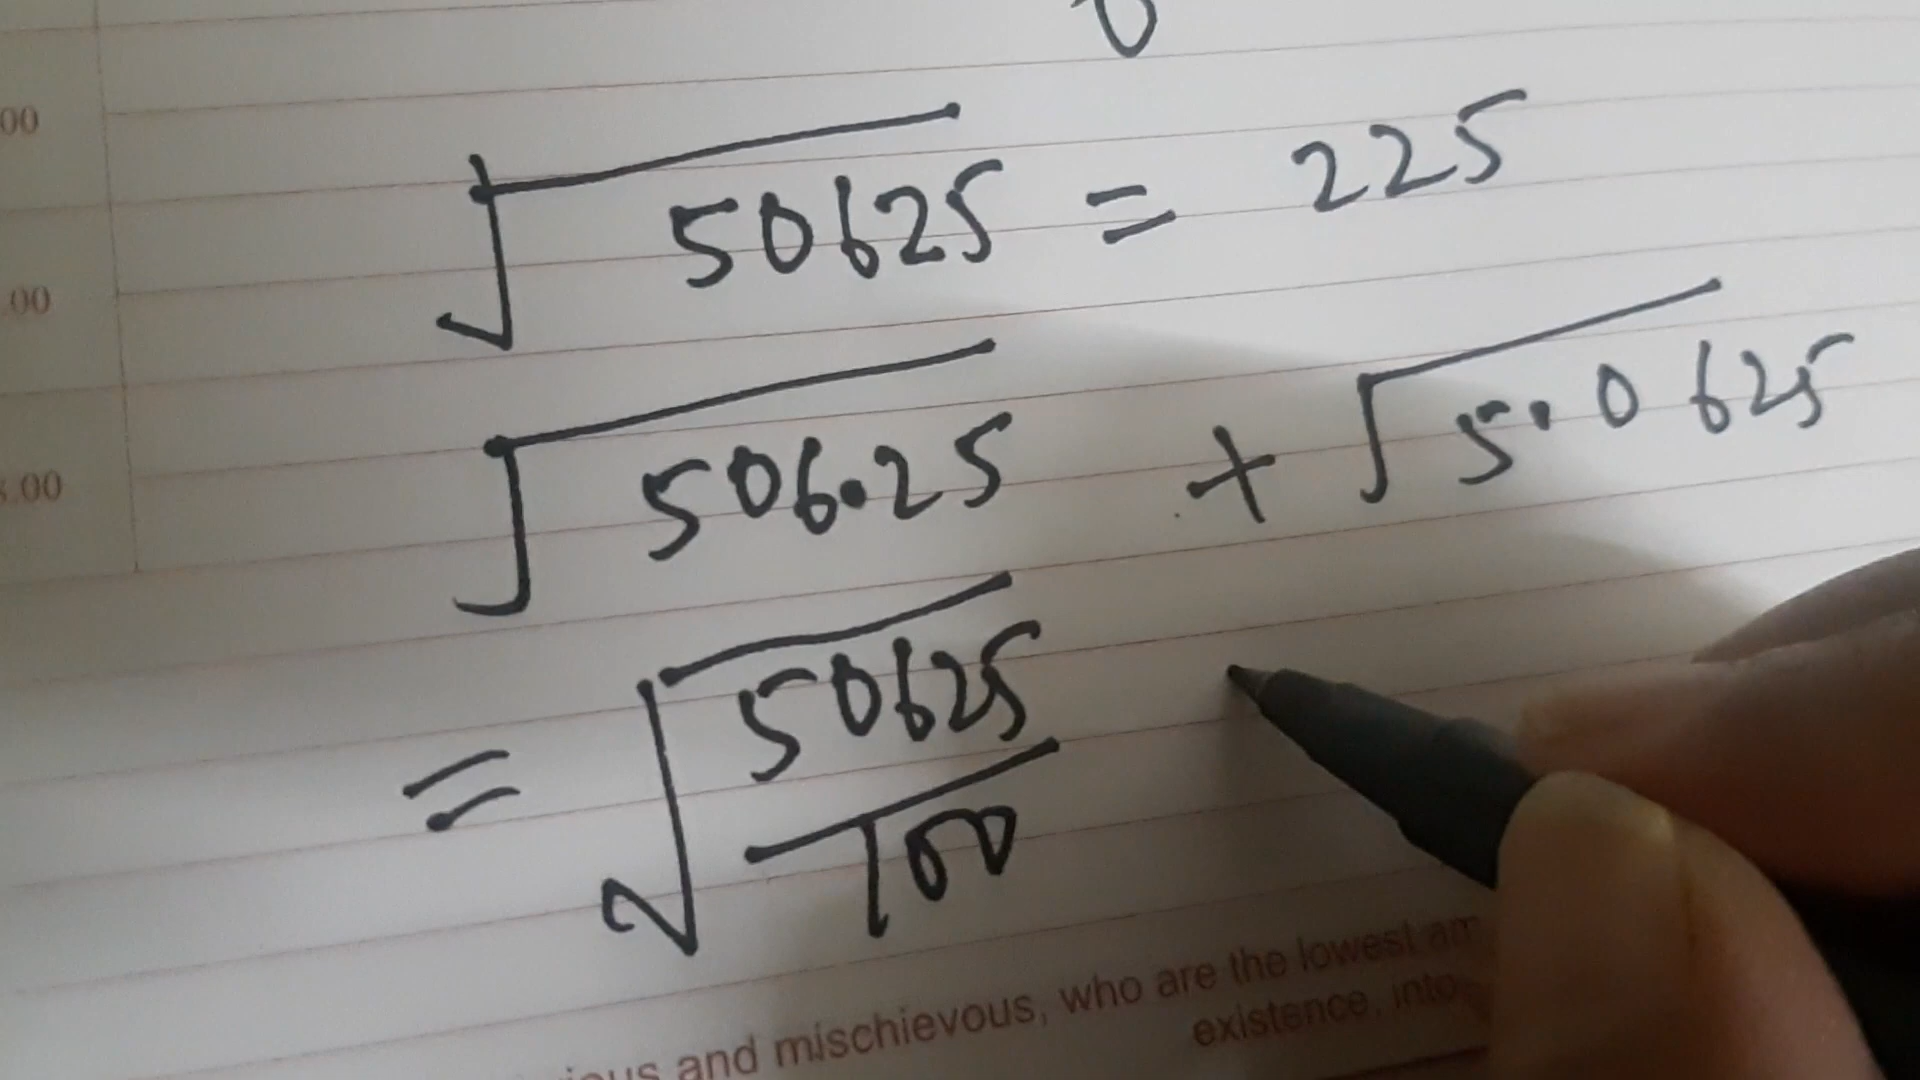 00
√50625 = 225
.00
√506.25 + √5.0625
.00
= √50625/100
and mischievous, who are the lowest
existence, into